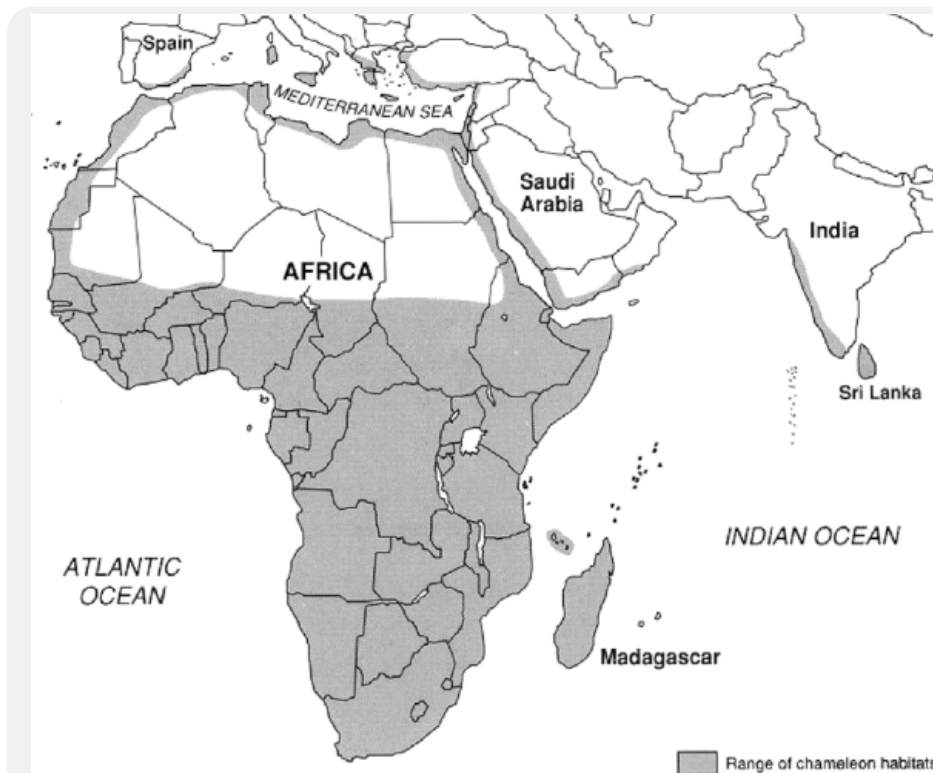 Spain
MEDITERRANEAN SEA
Saudi
Arabia
India
AFRICA
Sri Lanka
INDIAN OCEAN
ATLANTIC
OCEAN
Madagascar
Range of chameleon habitats